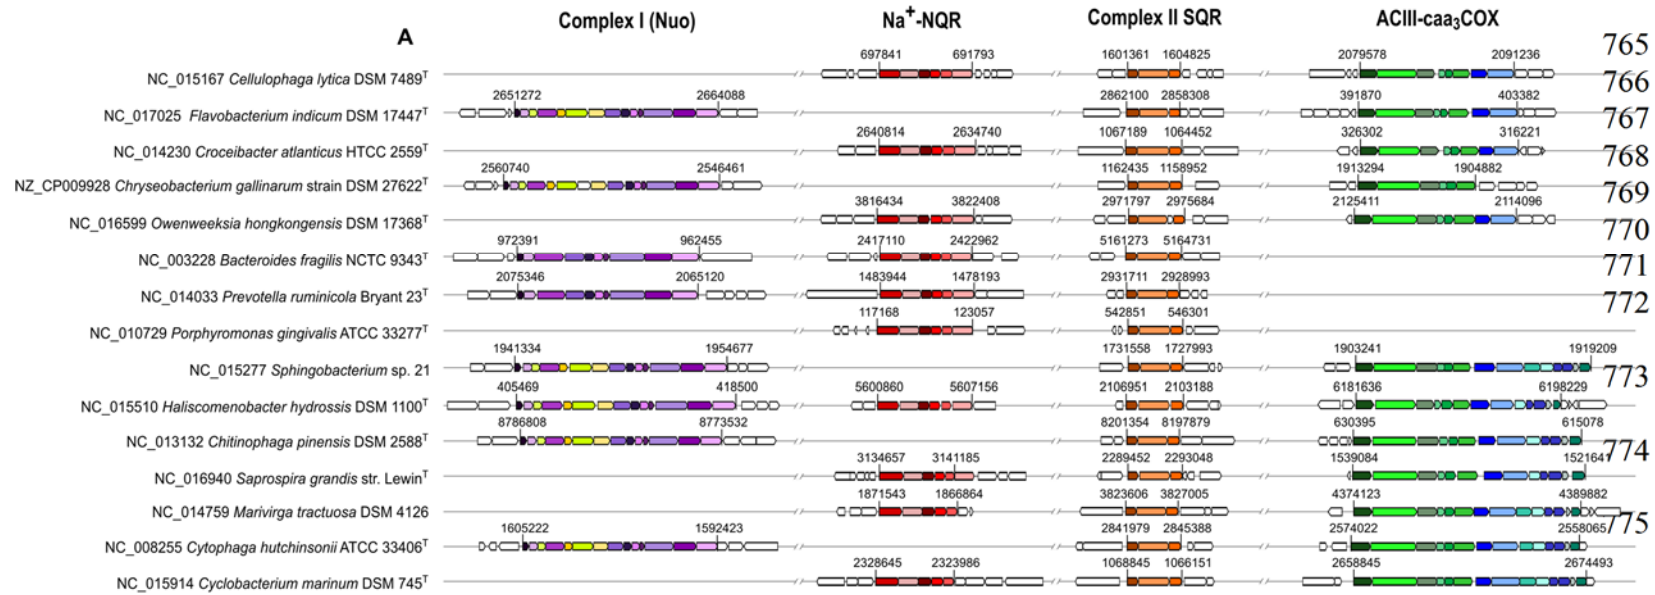 Complex I (Nuo) Na+-NQR Complex II SQR ACIII-caa3COX
A
765
697841 691793 1601361 1604825 2079578 2091236
NC_015167 Cellulophaga lytica DSM 7489T
766
2651272 2664088 2862100 2858308 391870 403382
NC_017025 Flavobacterium indicum DSM 17447T
767
2640814 2634740 1067189 1064452 326302 316221
NC_014230 Croceibacter atlanticus HTCC 2559T
768
2560740 2546461 1162435 1158952 1913294 1904882
NZ_CP009928 Chryseobacterium gallinarum strain DSM 27622T
769
3816434 3822408 2971797 2975684 2125411 2114096
NC_016599 Owenweeksia hongkongensis DSM 17368T
770
972391 962455 2417110 2422962 5161273 5164731
NC_003228 Bacteroides fragilis NCTC 9343T
771
2075346 2065120 1483944 1478193 2931711 2928993
NC_014033 Prevotella ruminicola Bryant 23T
772
117168 123057 542851 546301
NC_010729 Porphyromonas gingivalis ATCC 33277T
1941334 1954677 1731558 1727993 1903241 1919209
NC_015277 Sphingobacterium sp. 21
773
405469 418500 5600860 5607156 2106951 2103188 6181636 6198229
NC_015510 Haliscomenobacter hydrossis DSM 1100T
8786808 8773532 8201354 8197879 630395 615078
NC_013132 Chitinophaga pinensis DSM 2588T
774
3134657 3141185 2289452 2293048 1539084 1521647
NC_016940 Saprospira grandis str. LewinT
1871543 1866864 3823606 3827005 4374123 4389882
NC_014759 Marivirga tractuosa DSM 4126
775
1605222 1592423 2841979 2845388 2574022 2558065
NC_008255 Cytophaga hutchinsonii ATCC 33406T
2328645 2323986 1068845 1066151 2658845 2674493
NC_015914 Cyclobacterium marinum DSM 745T